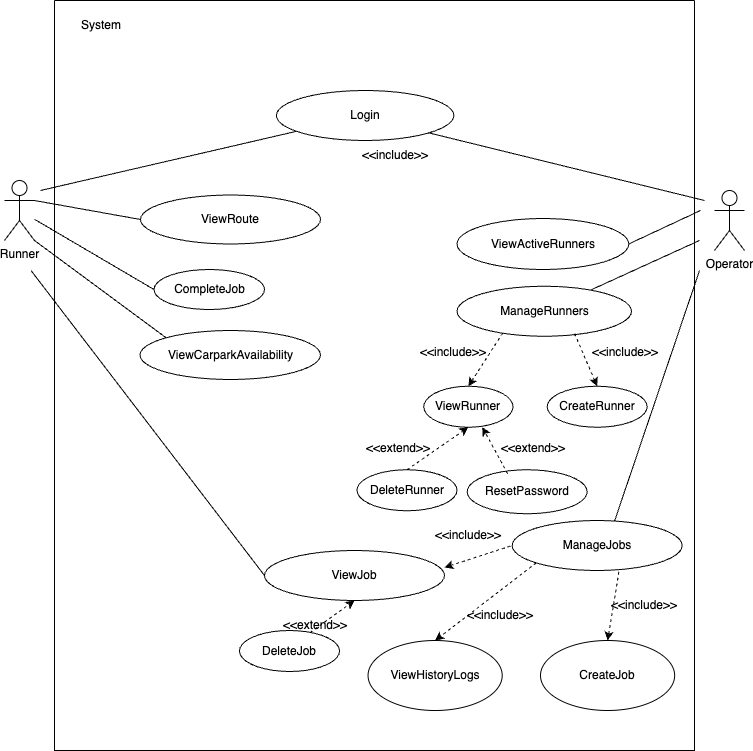 System
Login
<<include>>
ViewRoute
Runner
ViewActiveRunners
Operator
CompleteJob
ManageRunners
ViewCarparkAvailability
<<include>>
<<include>>
ViewRunner
CreateRunner
<<extend>>
<<extend>>
DeleteRunner
ResetPassword
<<include>>
ManageJobs
ViewJob
<<include>>
<<include>>
<<extend>>
DeleteJob
ViewHistoryLogs
CreateJob